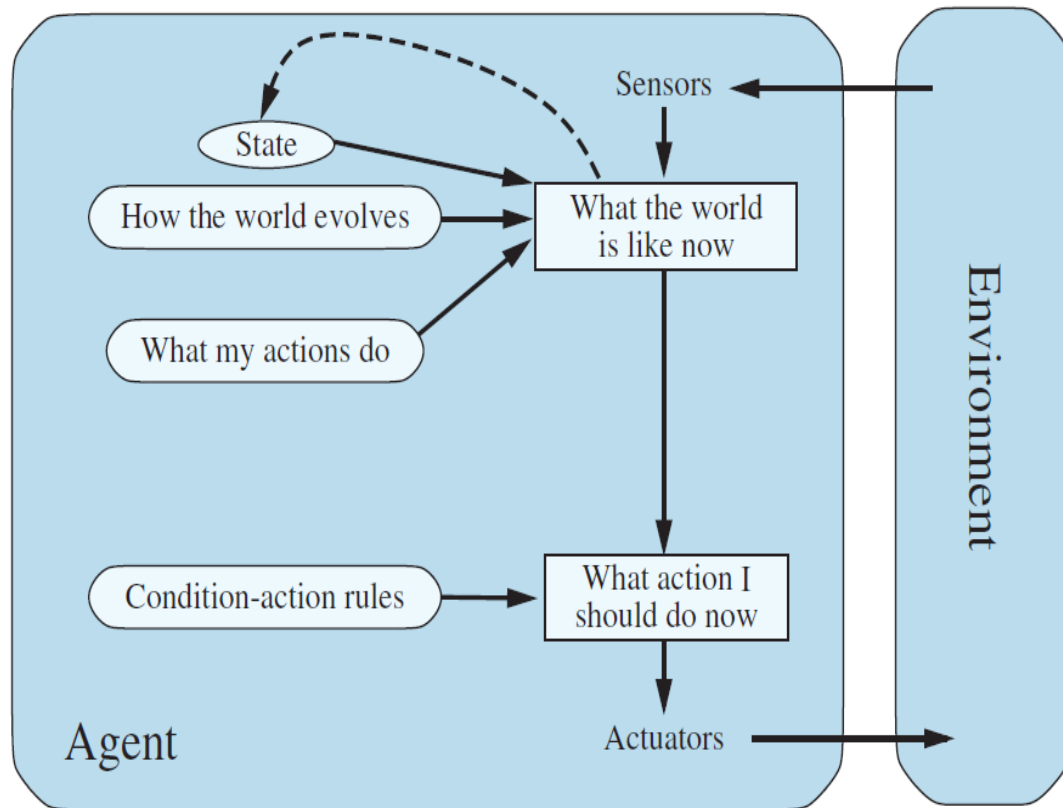 Sensors
State
How the world evolves
What the world
is like now
What my actions do
Condition-action rules
What action I
should do now
Agent
Actuators
Environment